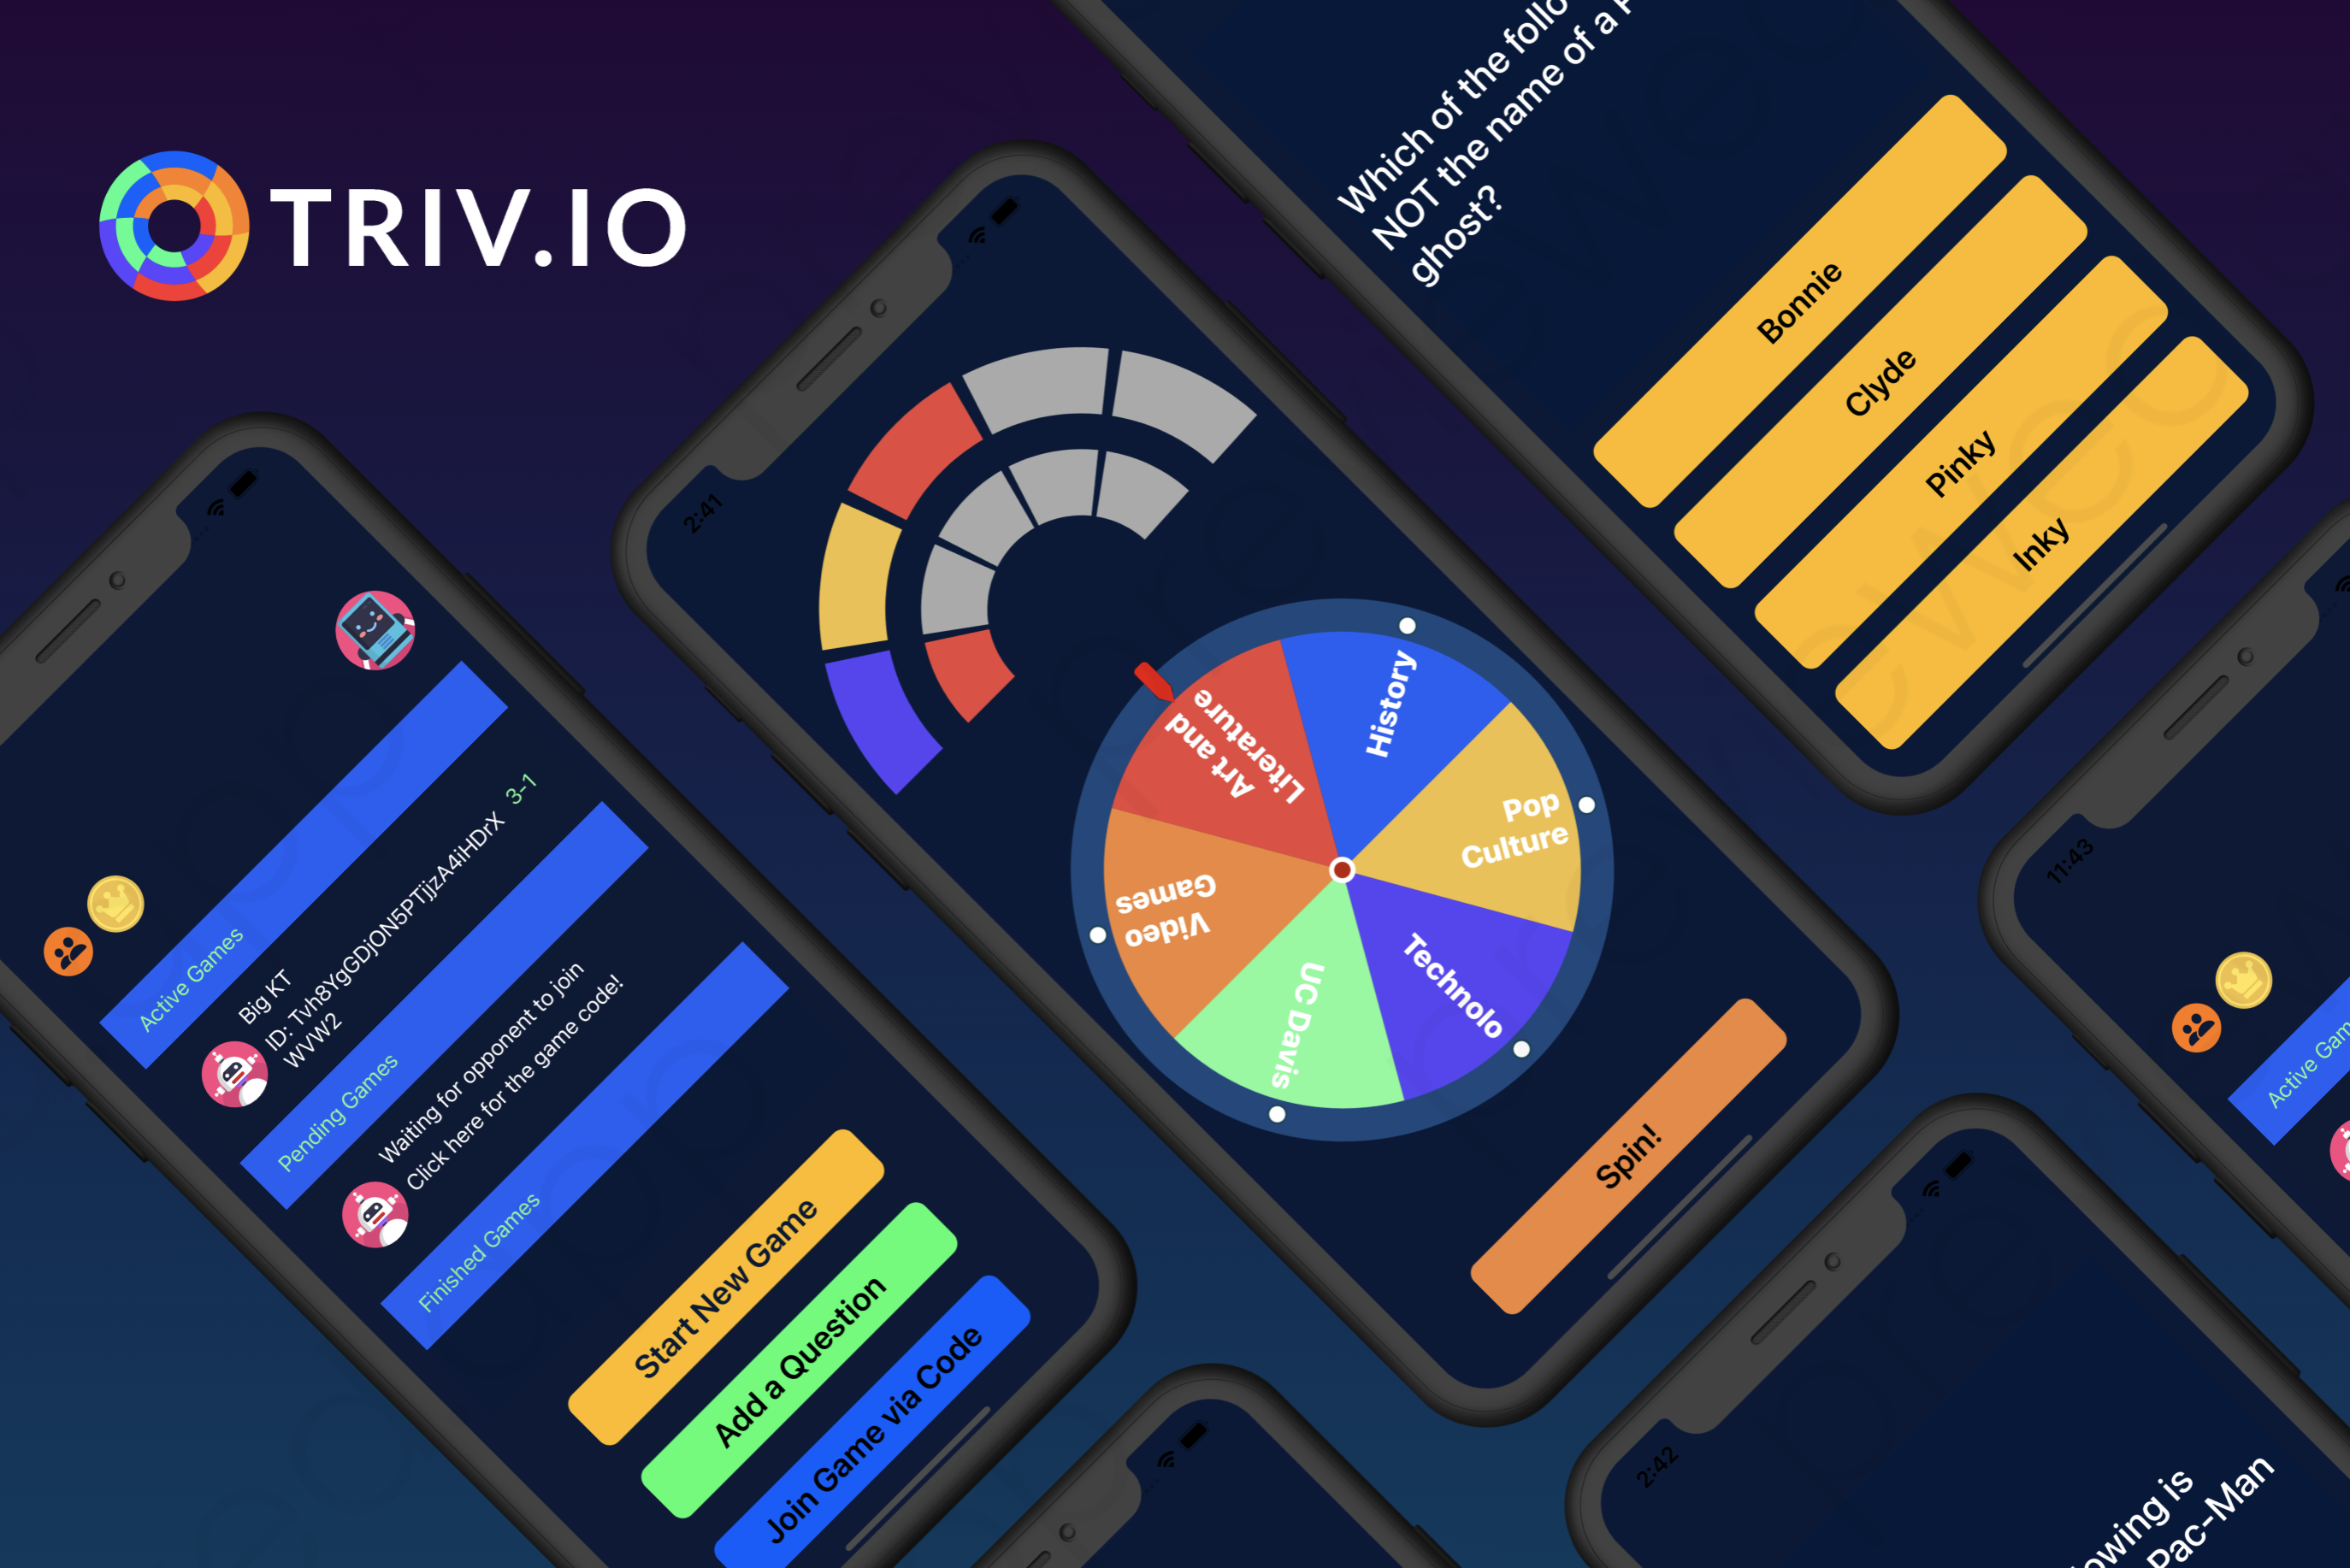 TRIV.IO
Active Games
Big KT
ID: Tvh8YgGDjON5PTjjzA4iHDrX
WVW2
3-1
Pending Games
Waiting for opponent to join
Click here for the game code!
Finished Games
Start New Game
Add a Question
Join Game via Code
2:41
History
Pop
Culture
Technolo
UC Davis
Video
Games
Art and
Literature
Spin!
Which of the follo
NOT the name of a P
ghost?
Bonnie
Clyde
Pinky
Inky
11:43
Active Gam
2:42
owing is
Pac-Man